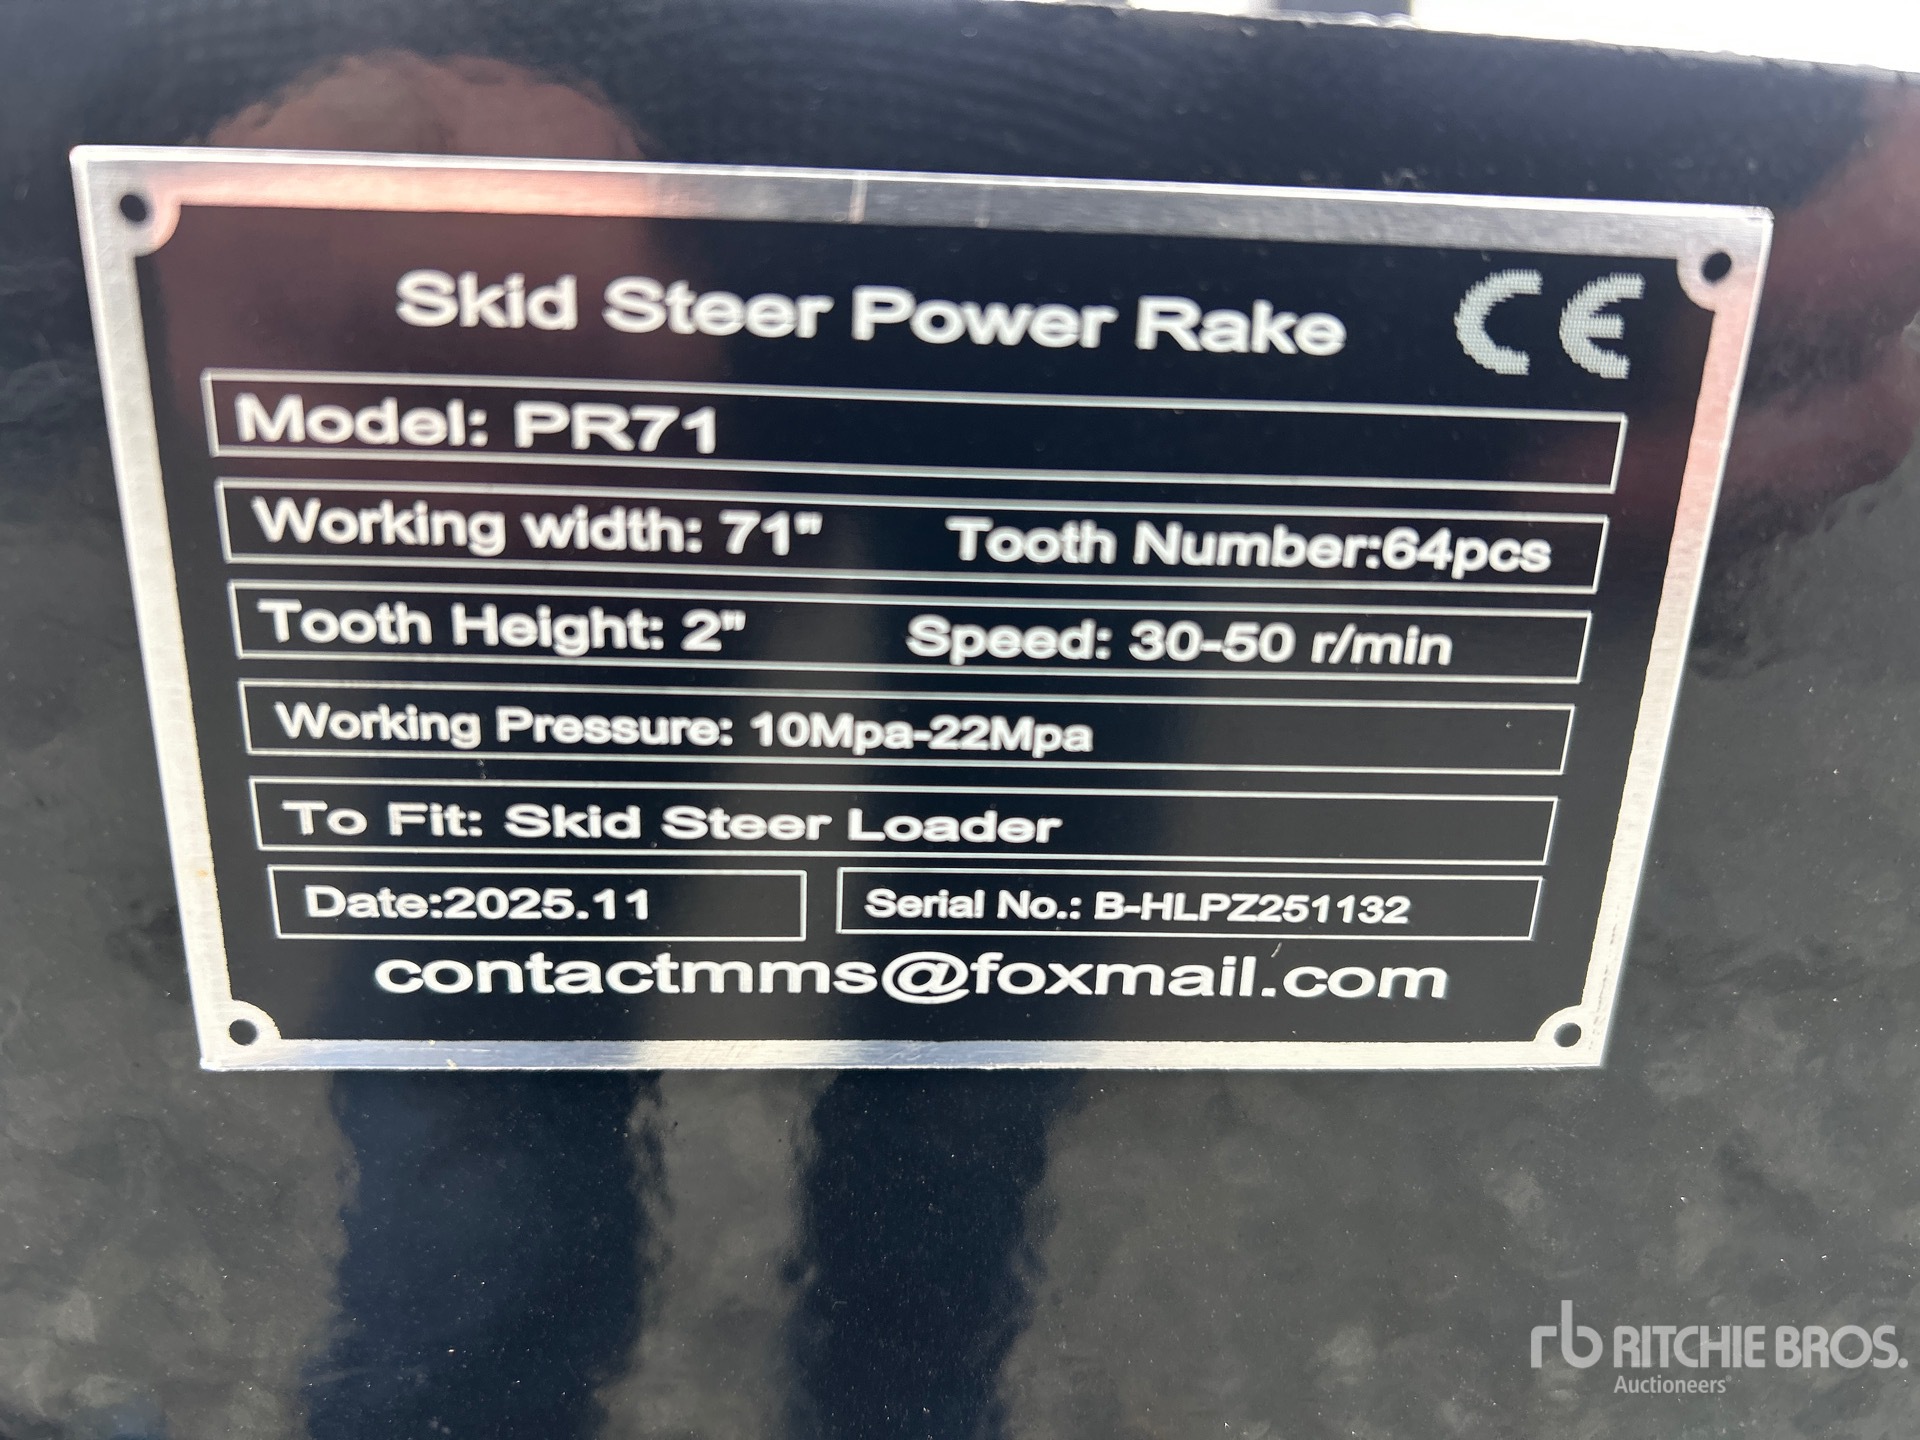 Skid Steer Power Rake CE
Model: PR71
Working width: 71" Tooth Number:64pcs
Tooth Height: 2" Speed: 30-50 r/min
Working Pressure: 10Mpa-22Mpa
To Fit: Skid Steer Loader
Date:2025.11 Serial No.: B-HLPZ251132
contactmms@foxmail.com
rb RITCHIE BROS.
Auctioneers